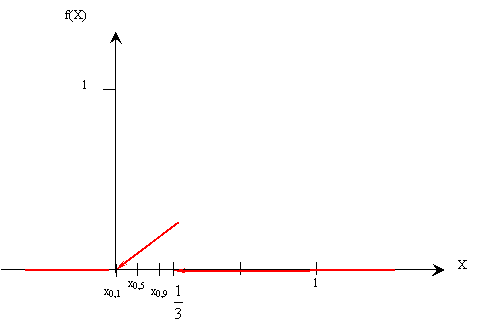 f(X)
1
X
x₀,₁ x₀,₅ x₀,₉ 1/3 1